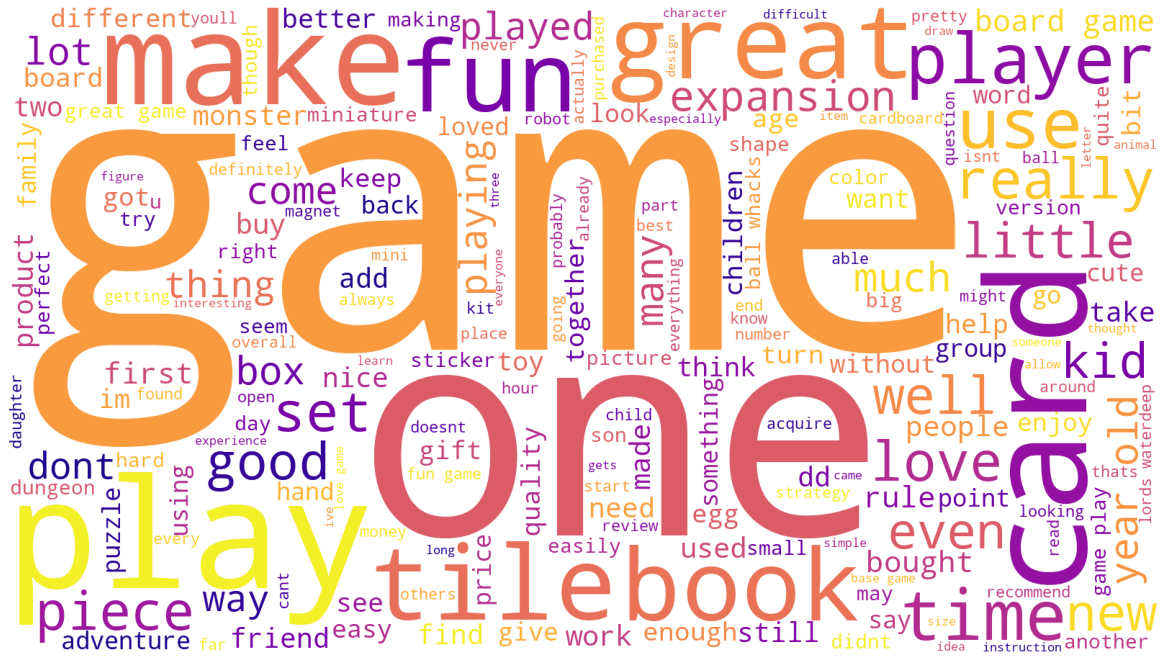 different
youll
better
making
played
character
difficult
pretty
draw
board game
lot
make
fun
never
great
player
board
though
actually
purchased
design
two
great game
monster
miniature
robot
look
especially
expansion
age
item
cardboard
word
use
quite
bit
letter
animal
family
feel
loved
shape
question
isnt
ball
definitely
game
figure
got
u
try
come
keep
magnet
back
buy
right
playing
three
part
best
probably
already
children
ball whacks
color
want
really
version
little
product
perfect
thing
getting
interesting
mini
add
always
kit
everyone
going
place
together
many
everything
able
much
big
end
know
number
might
go
cute
take
thought
help
group
seem
overall
first
im
found
box
learn
nice
sticker
toy
picture
think
turn
without
someone
allow
kid
daughter
open
day
set
experience
hour
one
doesnt
gift
fun game
child
son
gets
made
something
acquire
dd
came
strategy
well
people
around
enjoy
year old
lords waterdeep
dont
good
hard
hand
ive
love game
dungeon
puzzle
using
quality
start
need
review
egg
love
rule
point
thats
looking
card
read
game play
play
every
money
long
price
easily
used
small
simple
even
bought
tile
book
base game
may
piece
way
cant
see
others
time
recommend
new
size
say
adventure
far
friend
easy
find
give
work
enough
still
didnt
idea
instruction
another